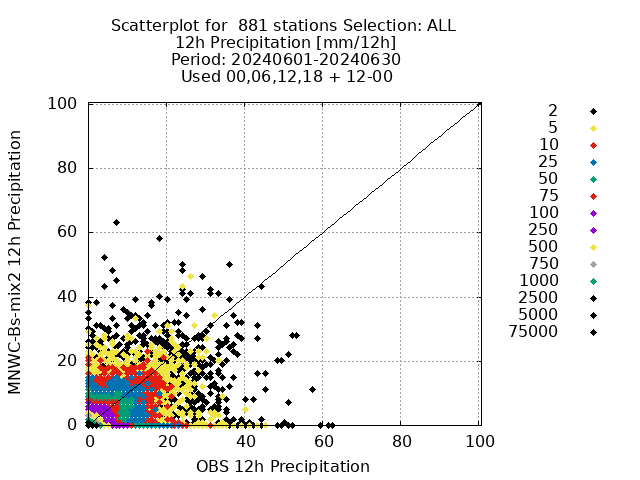 Scatterplot for  881 stations Selection: ALL
12h Precipitation [mm/12h]
Period: 20240601-20240630
Used 00,06,12,18 + 12-00
MNWC-Bs-mix2 12h Precipitation
100
80
60
40
20
0
0 20 40 60 80 100
OBS 12h Precipitation
2
5
10
25
50
75
100
250
500
750
1000
2500
5000
75000